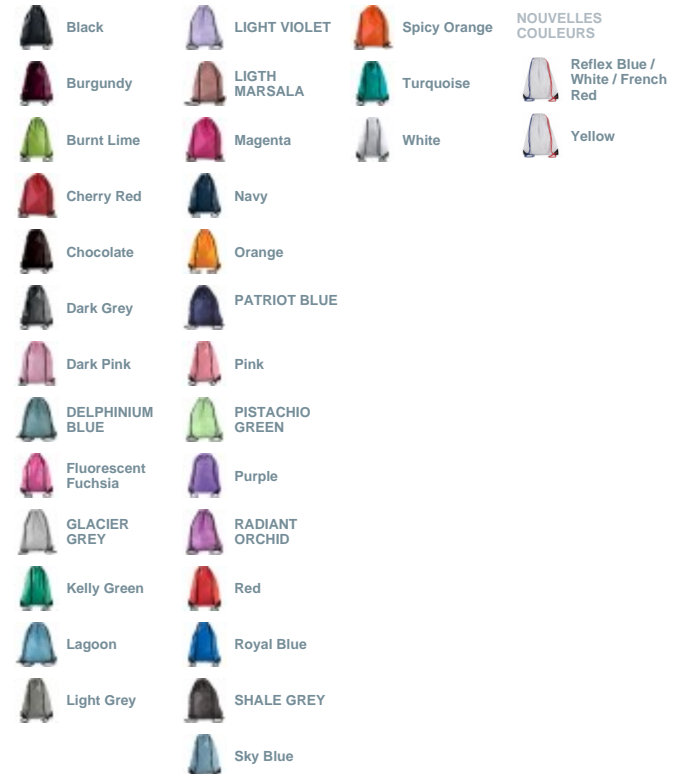 Black
Burgundy
Burnt Lime
Cherry Red
Chocolate
Dark Grey
Dark Pink
DELPHINIUM
BLUE
Fluorescent
Fuchsia
GLACIER
GREY
Kelly Green
Lagoon
Light Grey
LIGHT VIOLET
LIGTH
MARSALA
Magenta
Navy
Orange
PATRIOT BLUE
Pink
PISTACHIO
GREEN
Purple
RADIANT
ORCHID
Red
Royal Blue
SHALE GREY
Sky Blue
Spicy Orange
Turquoise
White
NOUVELLES
COULEURS
Reflex Blue /
White / French
Red
Yellow